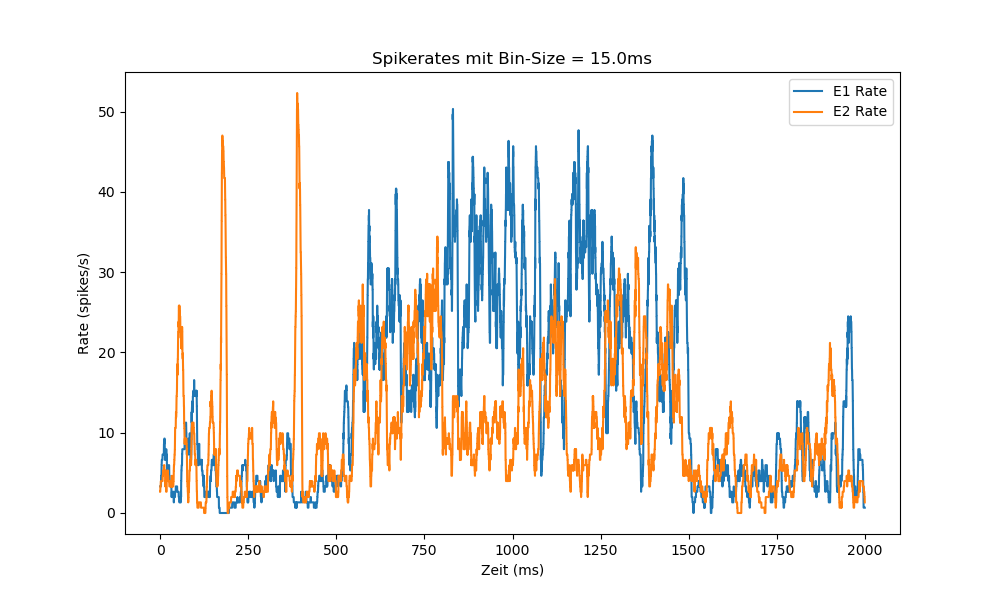 Spikerates mit Bin-Size = 15.0ms
E1 Rate
E2 Rate
Rate (spikes/s)
50
40
30
20
10
0
0 250 500 750 1000 1250 1500 1750 2000
Zeit (ms)